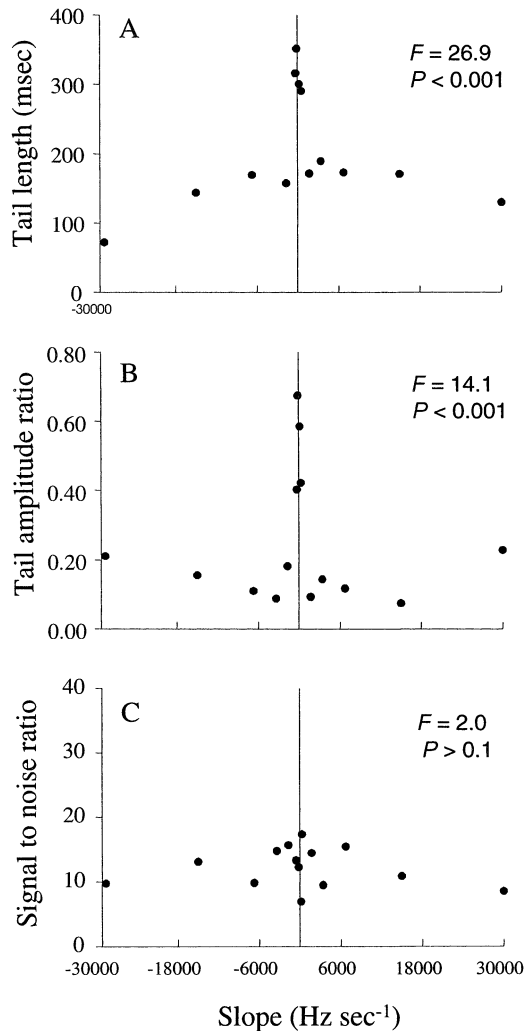 400
A
F = 26.9
P < 0.001
300
200
100
0
-30000
Tail length (msec)
0.80
B
F = 14.1
P < 0.001
0.60
0.40
0.20
0.00
Tail amplitude ratio
40
C
F = 2.0
P > 0.1
30
20
10
0
Signal to noise ratio
-30000 -18000 -6000 6000 18000 30000
Slope (Hz sec⁻¹)